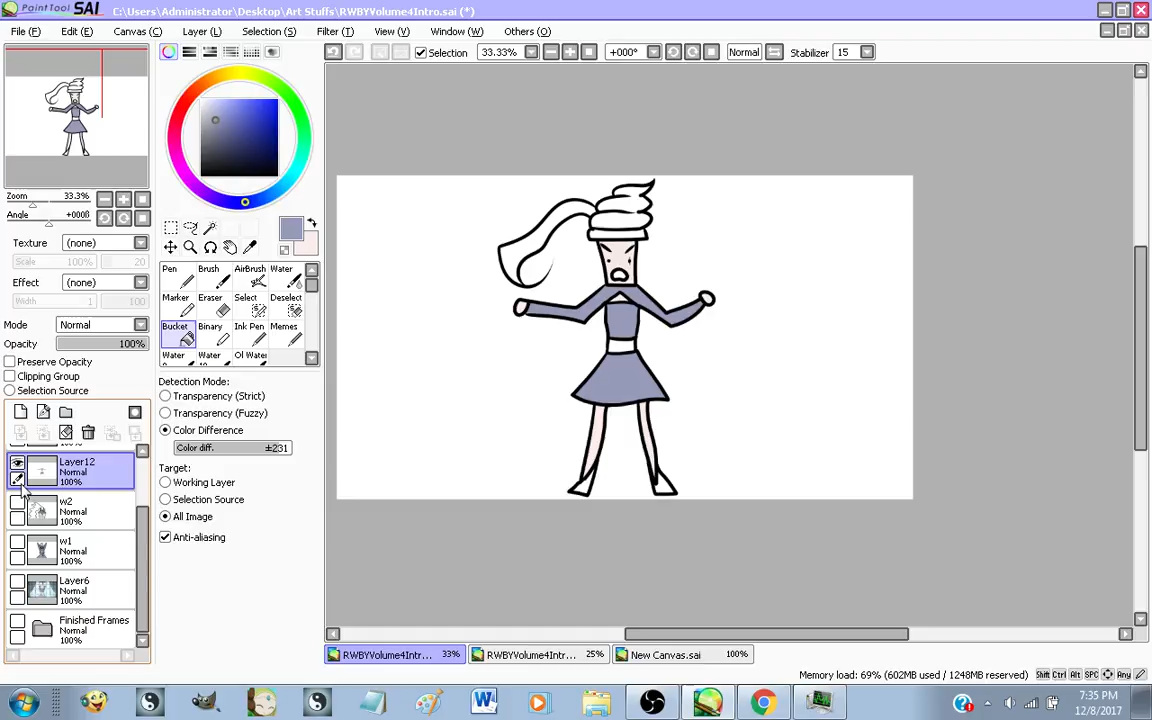 PaintTool SAI C:\Users\Administrator\Desktop\Art Stuffs\RWBYVolume4Intro.sai (*)
File (F) Edit (E) Canvas (C) Layer (L) Selection (S) Filter (T) View (V) Window (W) Others (O)
Selection 33.33% +000° Normal Stabilizer 15
Zoom 33.3%
Angle +000ß
Texture (none)
Scale 100% 20
Effect (none)
Width 1 100
Mode Normal
Opacity 100%
Preserve Opacity
Clipping Group
Selection Source
Layer12
Normal
100%
w2
Normal
100%
w1
Normal
100%
Layer6
Normal
100%
Finished Frames
Normal
100%
Pen Brush AirBrush Water
Marker Eraser Select Deselect
Bucket Binary Ink Pen Memes
Water Water Ol Water
Detection Mode:
Transparency (Strict)
Transparency (Fuzzy)
Color Difference
Color diff. ±231
Target:
Working Layer
Selection Source
All Image
Anti-aliasing
RWBYVolume4Intr... 33% RWBYVolume4Intr... 25% New Canvas.sai 100%
Memory load: 69% (602MB used / 1248MB reserved) Shift Ctrl Alt SPC Any
7:35 PM
12/8/2017